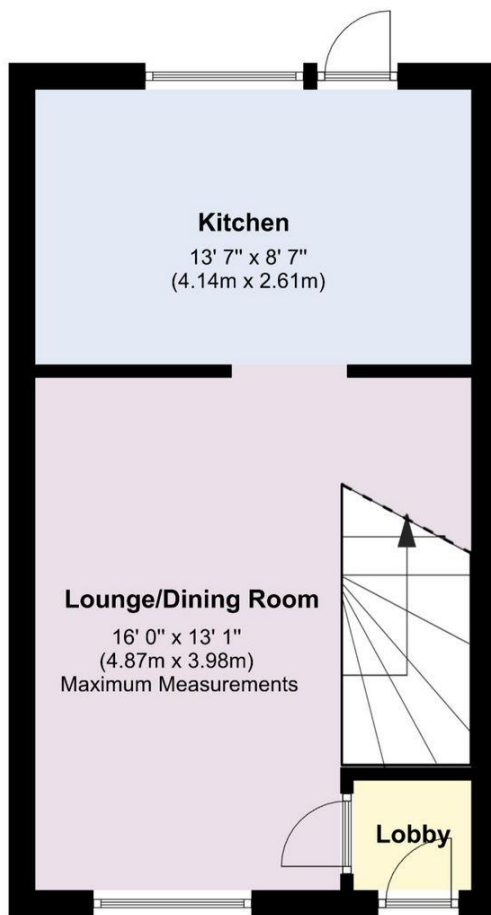 Kitchen
13' 7" x 8' 7"
(4.14m x 2.61m)
Lounge/Dining Room
16' 0" x 13' 1"
(4.87m x 3.98m)
Maximum Measurements
Lobby